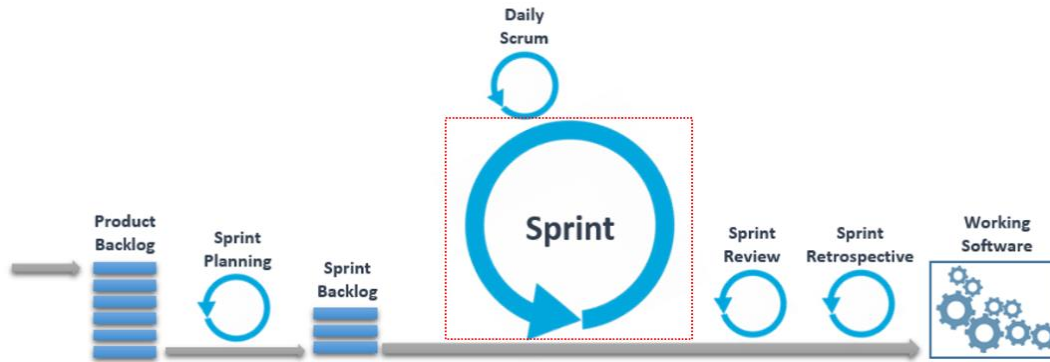 Daily
Scrum
Product
Backlog
Sprint
Planning
Sprint
Backlog
Sprint
Sprint
Review
Sprint
Retrospective
Working
Software